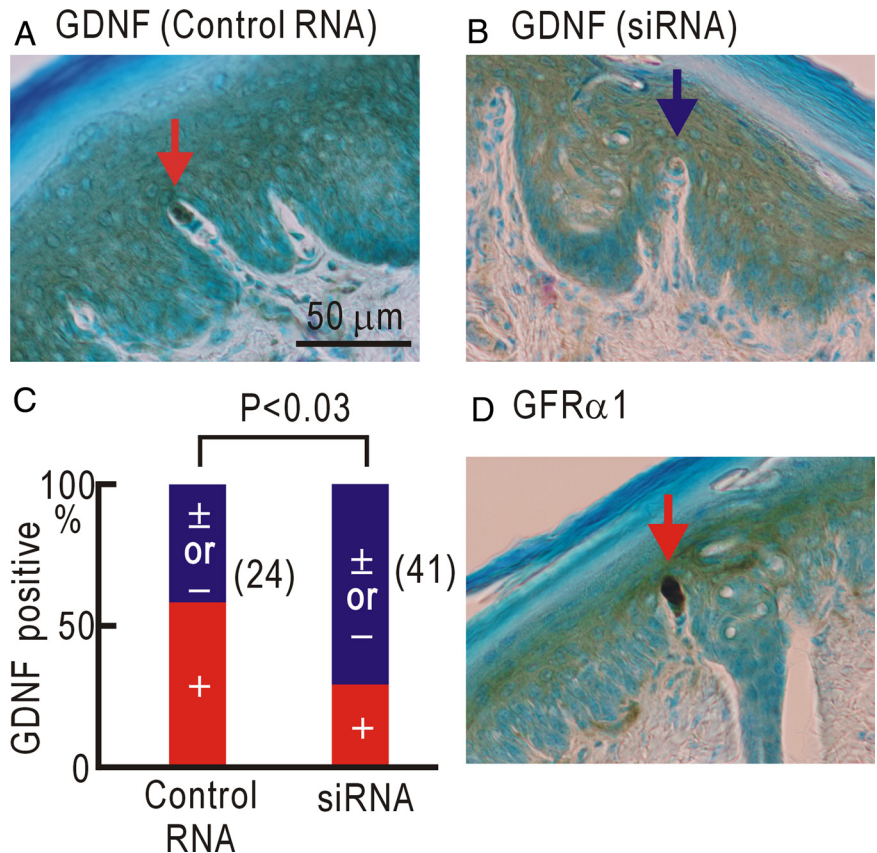 A GDNF (Control RNA)
B GDNF (siRNA)
50 μm
C
P<0.03
100
%
50
0
GDNF positive
±
or
−
+
(24)
±
or
−
+
(41)
Control
RNA
siRNA
D GFRα1